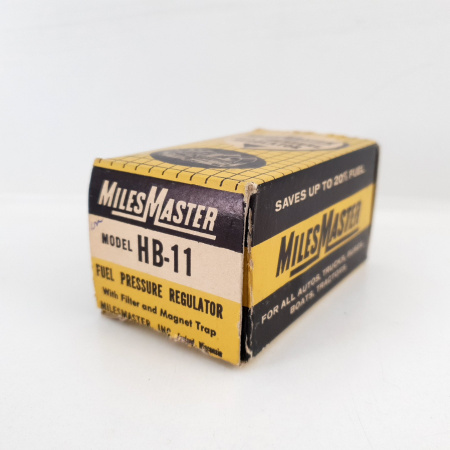 MILESMASTER
MODEL HB-11
FUEL PRESSURE REGULATOR
With Filter and Magnet Trap
MILESMASTER, INC.
SAVES UP TO 20% FUEL
MILESMASTER
FOR ALL AUTOS, TRUCKS, BUSES,
BOATS, TRACTORS,